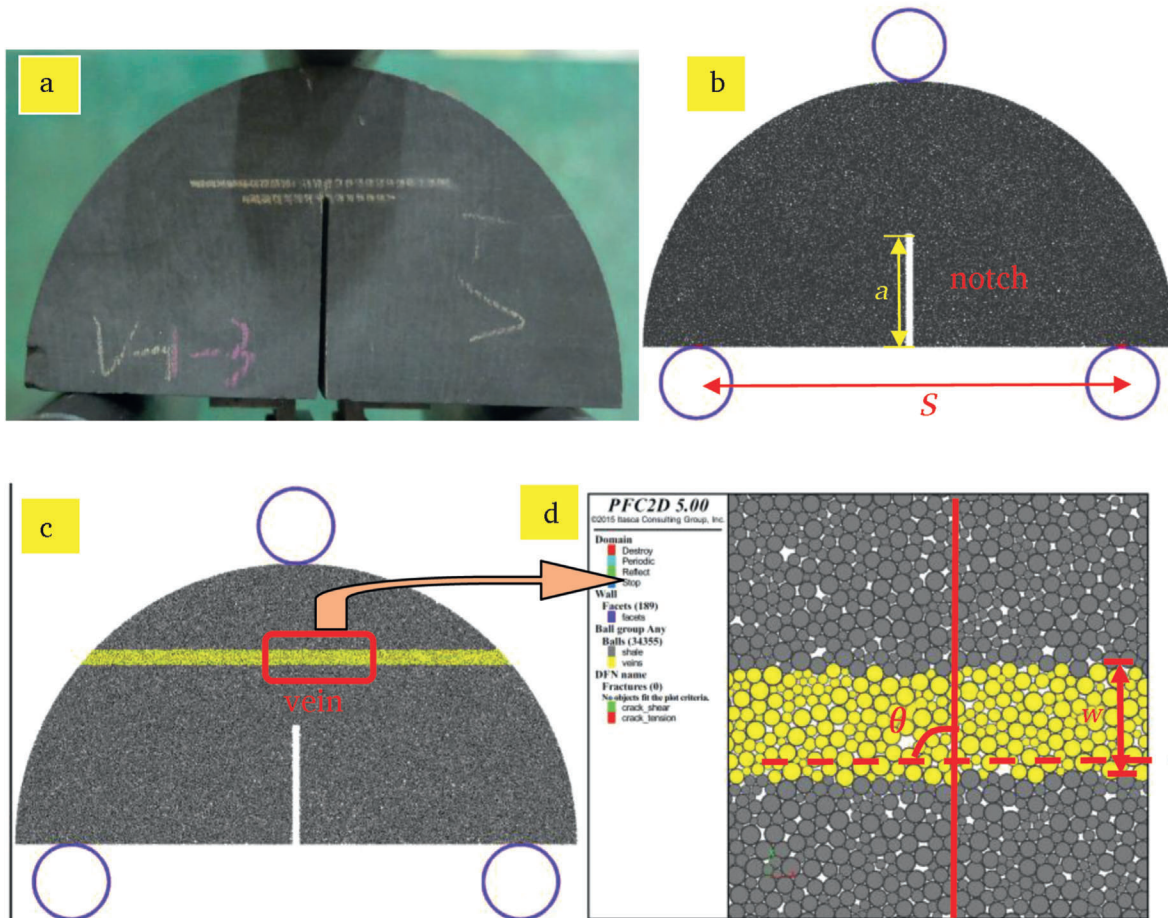 a
b
a
notch
S
c
vein
d
PFC2D 5.00
©2015 Itasca Consulting Group, Inc.
Domain
Destroy
Periodic
Reflect
Stop
Wall
Facets (189)
facets
Ball group Any
Balls (34355)
shale
veins
DFN name
Fractures (0)
No objects fit the plot criteria.
crack_shear
crack_tension
θ
w